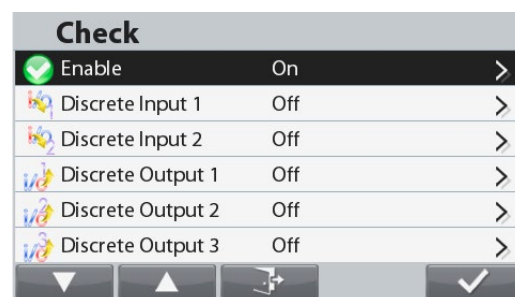 Check
Enable On
Discrete Input 1 Off
Discrete Input 2 Off
Discrete Output 1 Off
Discrete Output 2 Off
Discrete Output 3 Off